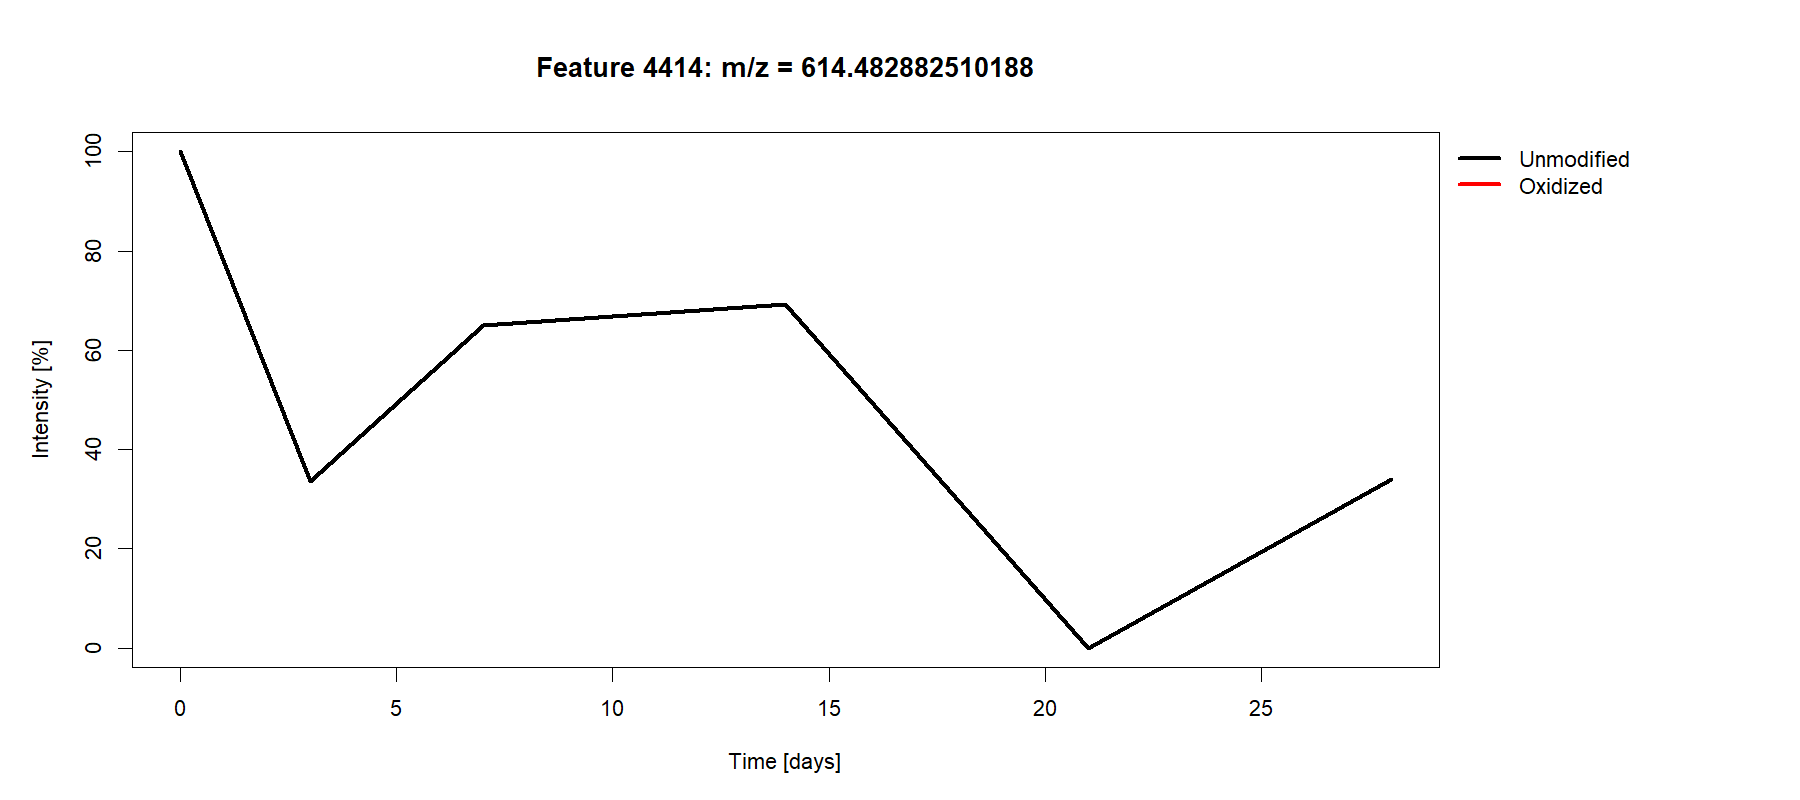 Feature 4414: m/z = 614.482882510188
Unmodified
Oxidized
Intensity [%]
100
80
60
40
20
0
0 5 10 15 20 25
Time [days]